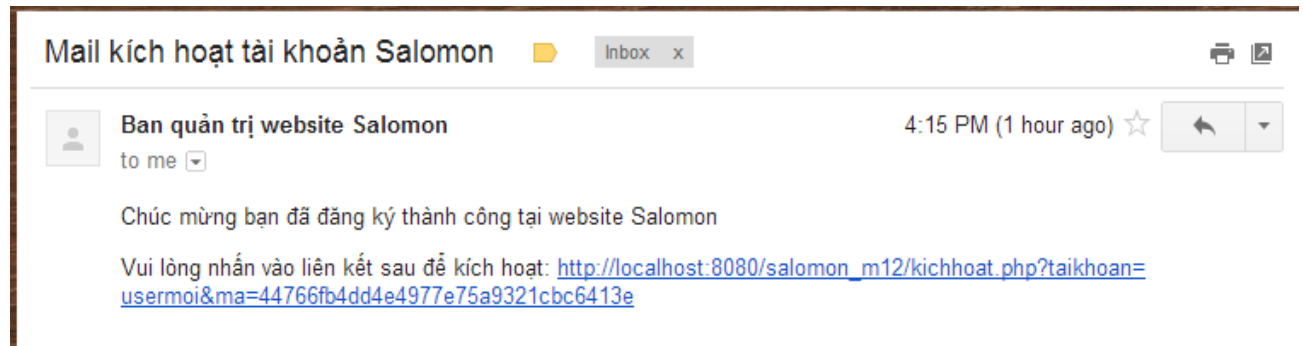 Mail kích hoạt tài khoản Salomon Inbox x
Ban quản trị website Salomon 4:15 PM (1 hour ago)
to me
Chúc mừng bạn đã đăng ký thành công tại website Salomon
Vui lòng nhấn vào liên kết sau để kích hoạt: http://localhost:8080/salomon_m12/kichhoat.php?taikhoan=
usermoi&ma=44766fb4dd4e4977e75a9321cbc6413e